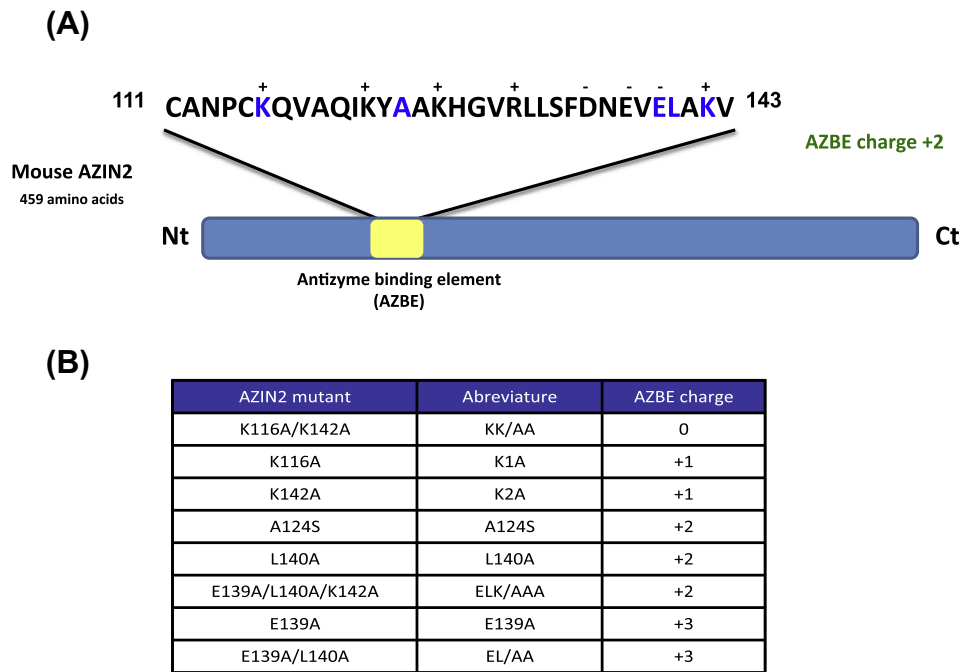 (A)
+ + + + - - - +
111 CANPCKQVAQIKYAAKHGVRLLSFDNEVELAKV 143
AZBE charge +2
Mouse AZIN2
459 amino acids
Nt Ct
Antizyme binding element
(AZBE)
(B)
AZIN2 mutant Abreviature AZBE charge
K116A/K142A KK/AA 0
K116A K1A +1
K142A K2A +1
A124S A124S +2
L140A L140A +2
E139A/L140A/K142A ELK/AAA +2
E139A E139A +3
E139A/L140A EL/AA +3